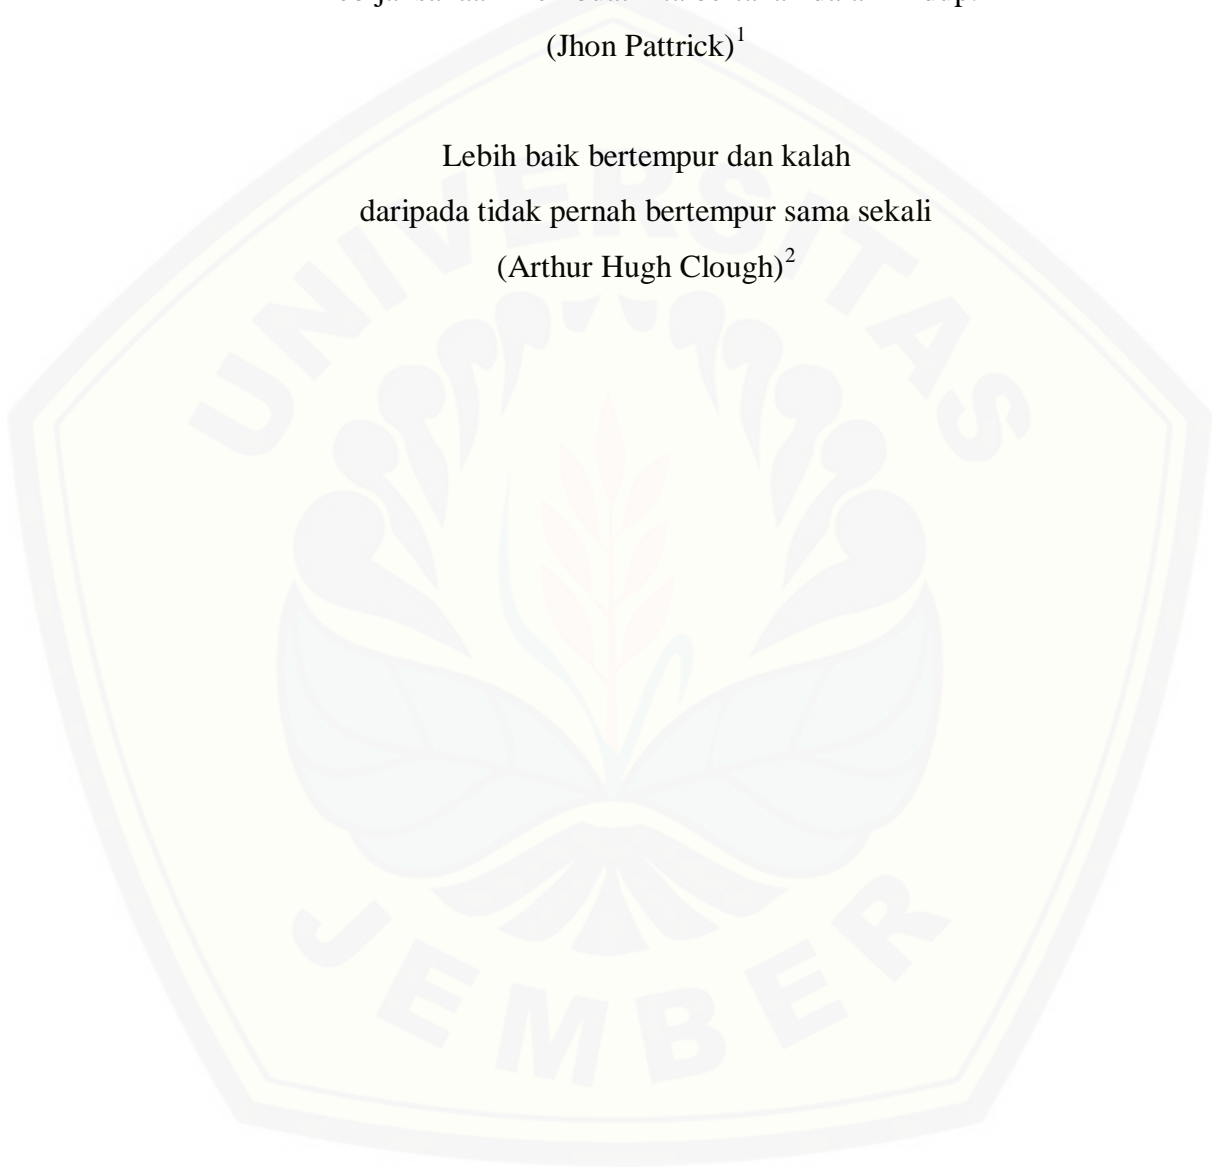 (Jhon Pattrick)1
Lebih baik bertempur dan kalah
daripada tidak pernah bertempur sama sekali
(Arthur Hugh Clough)2
UNIVERSITAS
JEMBER